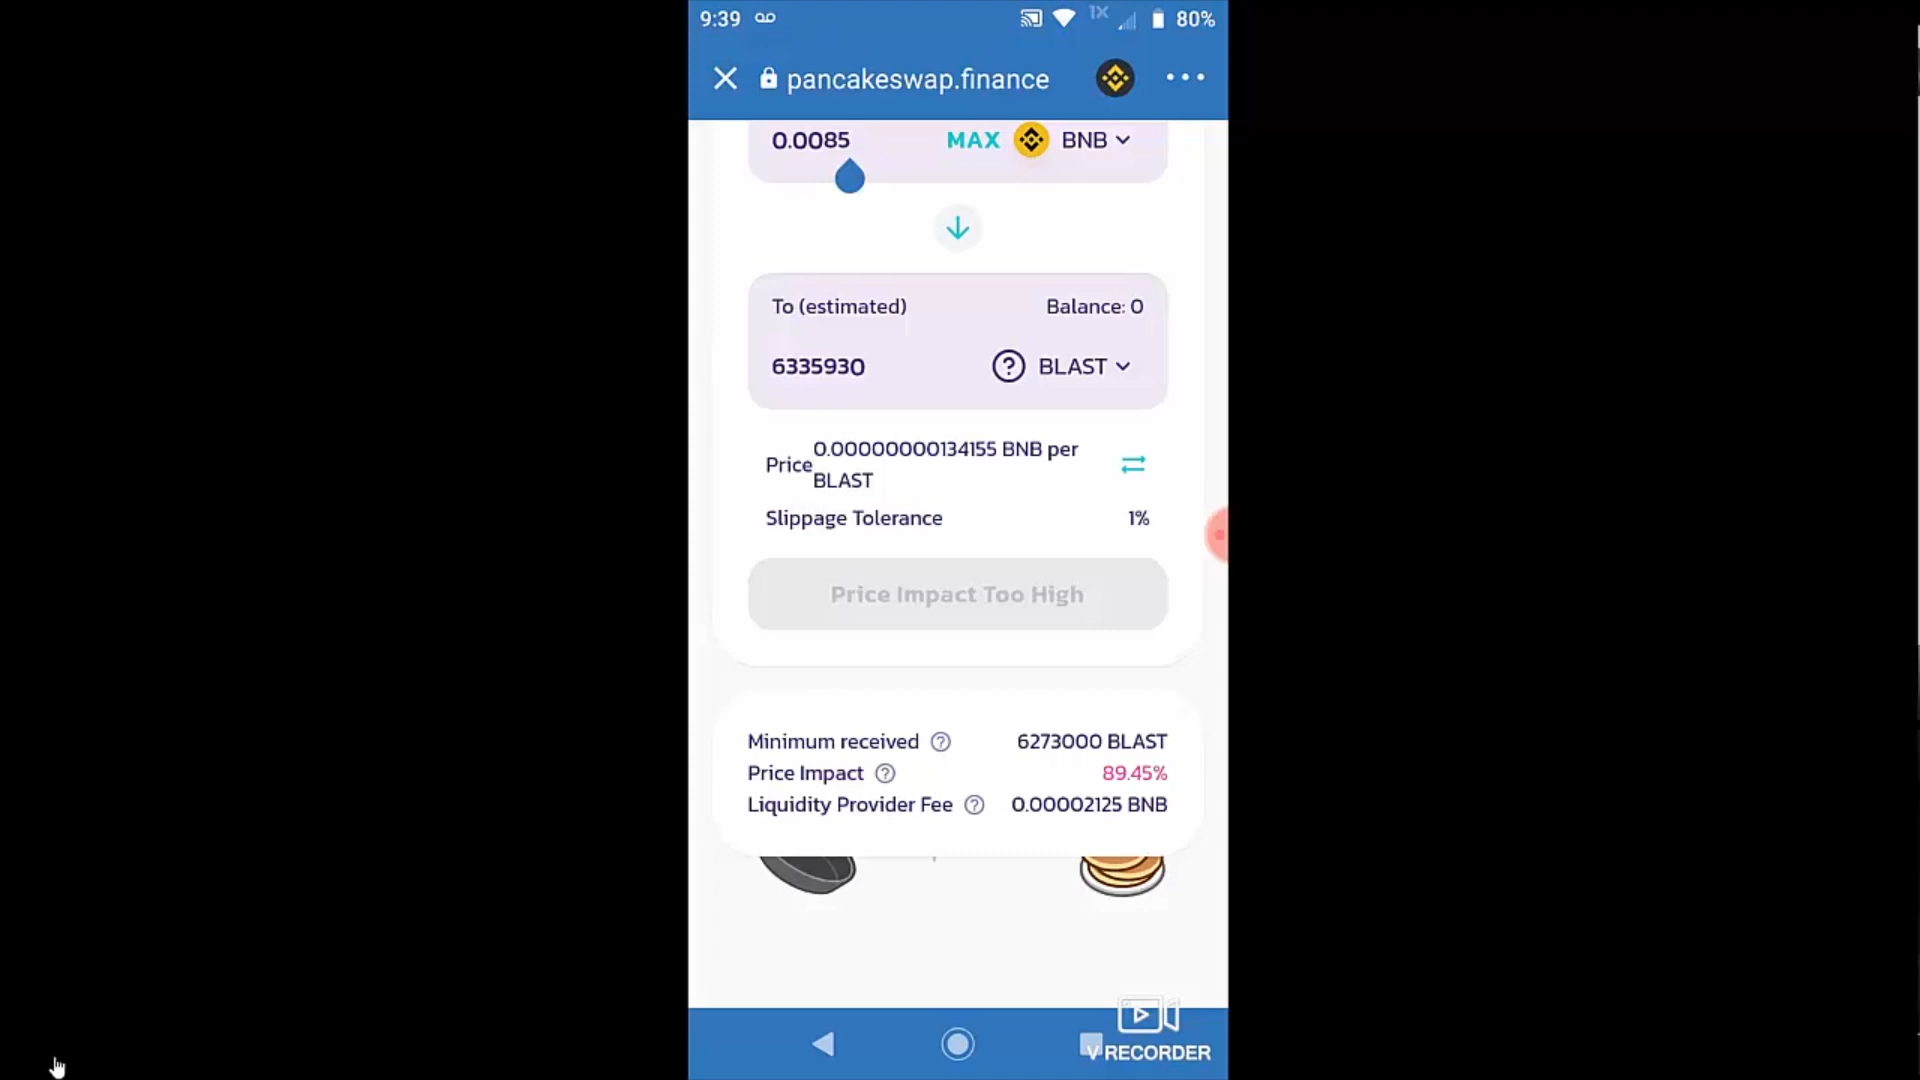 9:39
1X
80%
pancakeswap.finance
0.0085 MAX BNB
To (estimated) Balance: 0
6335930 BLAST
Price 0.00000000134155 BNB per
BLAST
Slippage Tolerance 1%
Price Impact Too High
Minimum received 6273000 BLAST
Price Impact 89.45%
Liquidity Provider Fee 0.00002125 BNB
V RECORDER